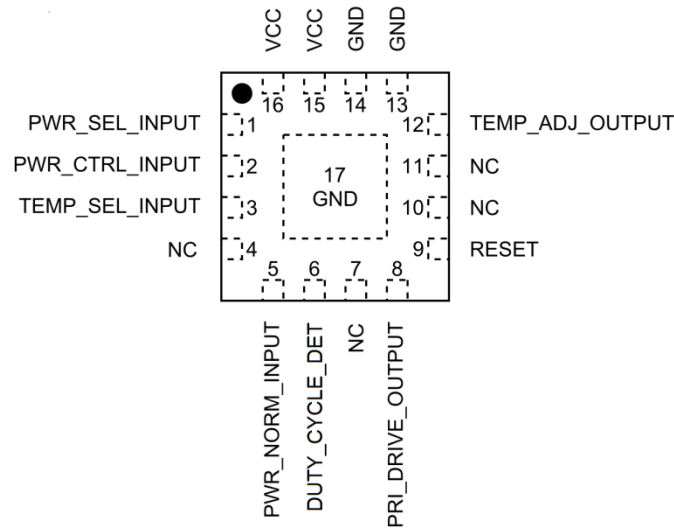 VCC
VCC
GND
GND
16
15
14
13
PWR_SEL_INPUT
1
12
TEMP_ADJ_OUTPUT
PWR_CTRL_INPUT
2
17
GND
11
NC
TEMP_SEL_INPUT
3
10
NC
NC
4
9
RESET
5
6
7
8
PWR_NORM_INPUT
DUTY_CYCLE_DET
NC
PRI_DRIVE_OUTPUT